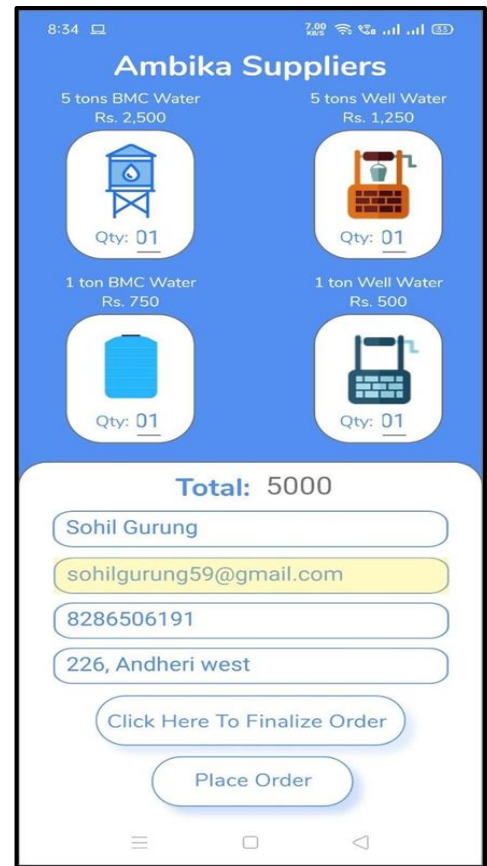 8:34 7.00 KB/S 33
Ambika Suppliers
5 tons BMC Water
Rs. 2,500
5 tons Well Water
Rs. 1,250
Qty: 01
Qty: 01
1 ton BMC Water
Rs. 750
1 ton Well Water
Rs. 500
Qty: 01
Qty: 01
Total: 5000
Sohil Gurung
sohilgurung59@gmail.com
8286506191
226, Andheri west
Click Here To Finalize Order
Place Order